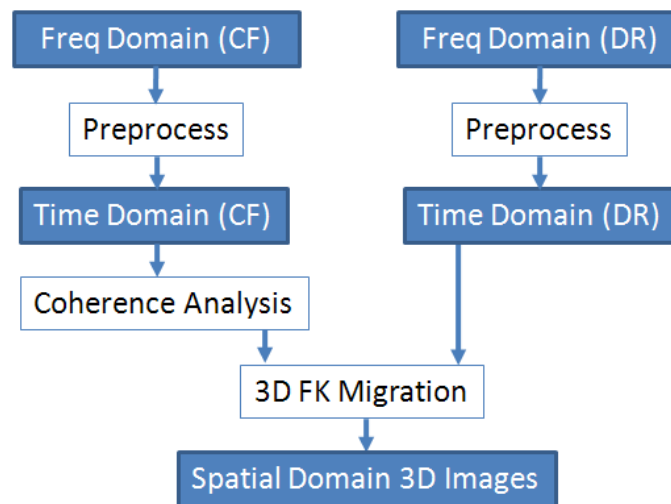 Freq Domain (CF)
Freq Domain (DR)
Preprocess
Preprocess
Time Domain (CF)
Time Domain (DR)
Coherence Analysis
3D FK Migration
Spatial Domain 3D Images